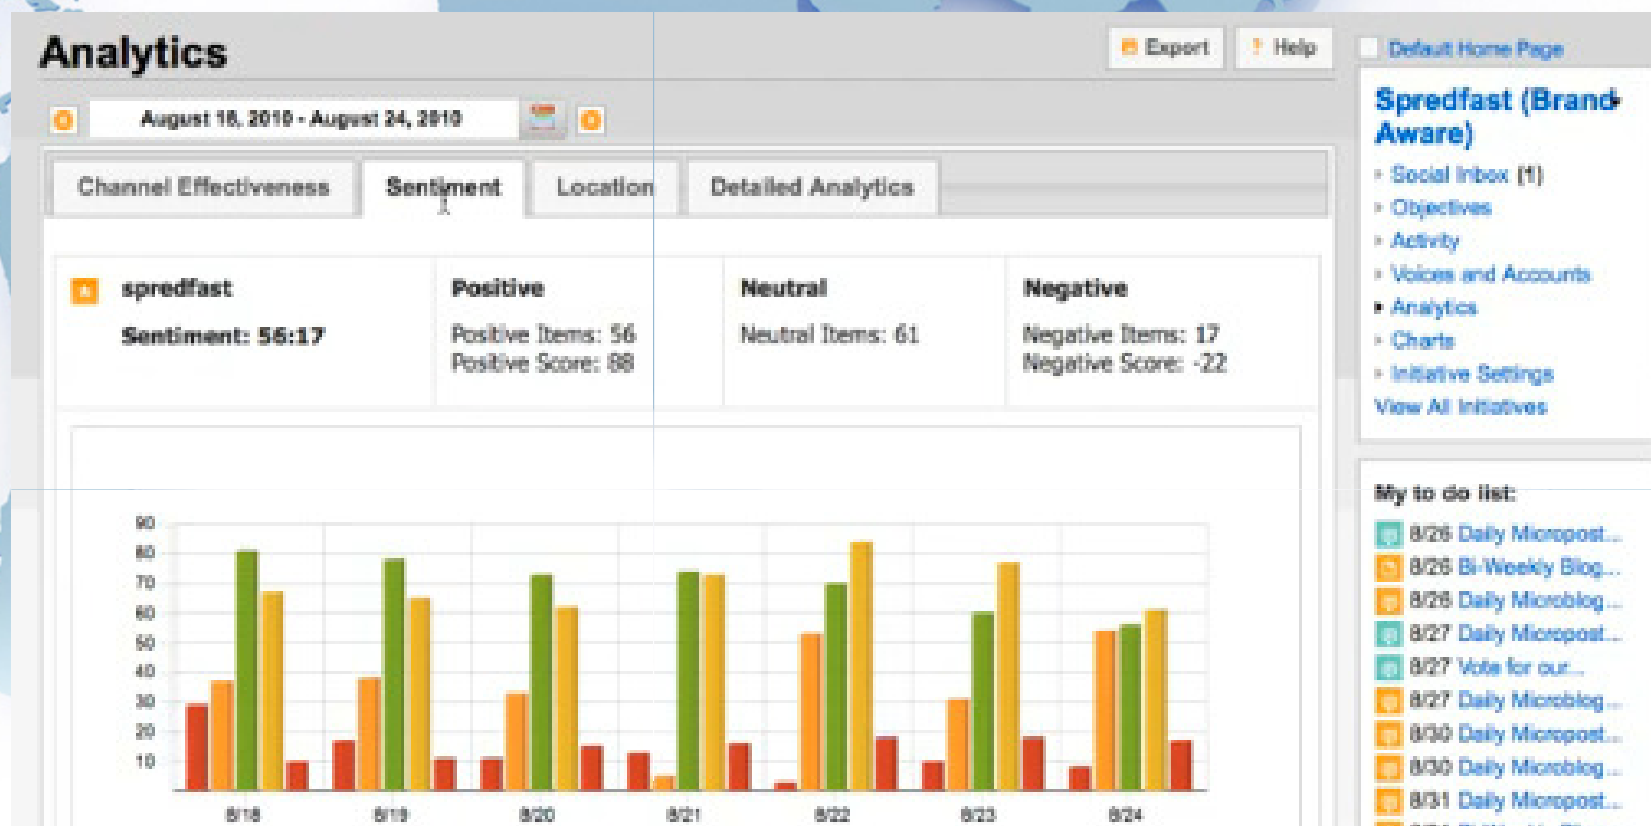 Analytics
Export
Help
August 18, 2010 - August 24, 2010
Channel Effectiveness
Sentiment
Location
Detailed Analytics
spredfast
Sentiment: 56:17
Positive
Positive Items: 56
Positive Score: 88
Neutral
Neutral Items: 61
Negative
Negative Items: 17
Negative Score: -22
90
80
70
60
50
40
30
20
10
8/18
8/19
8/20
8/21
8/22
8/23
8/24
Default Home Page
Spredfast (Brand
Aware)
Social Inbox (1)
Objectives
Activity
Voices and Accounts
Analytics
Charts
Initiative Settings
View All Initiatives
My to do list:
8/26 Daily Micropost...
8/26 Bi-Weekly Blog...
8/26 Daily Microblog...
8/27 Daily Micropost...
8/27 Vote for our...
8/27 Daily Microblog...
8/30 Daily Micropost...
8/30 Daily Microblog...
8/31 Daily Micropost...